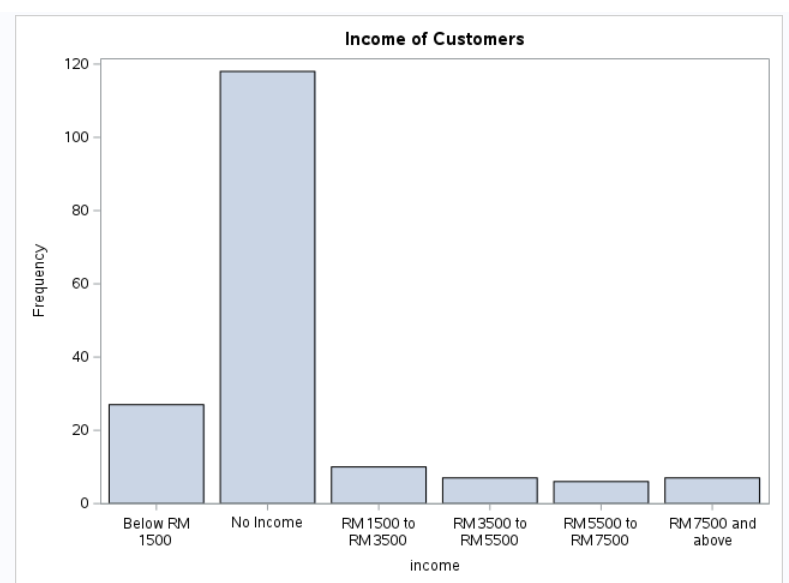 Income of Customers
120
100
80
60
40
20
0
Frequency
Below RM
1500
No Income
RM1500 to
RM3500
RM3500 to
RM5500
RM5500 to
RM7500
RM7500 and
above
income